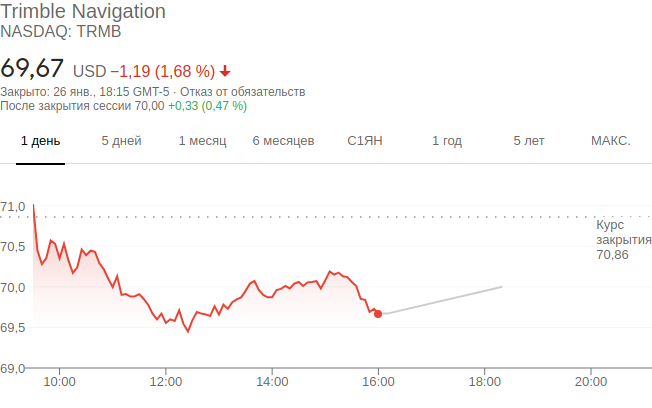 Trimble Navigation
NASDAQ: TRMB
69,67 USD −1,19 (1,68 %)
Закрыто: 26 янв., 18:15 GMT-5 · Отказ от обязательств
После закрытия сессии 70,00 +0,33 (0,47 %)
1 день 5 дней 1 месяц 6 месяцев С1ЯН 1 год 5 лет МАКС.
71,0
Курс
закрытия
70,86
70,5
70,0
69,5
69,0
10:00 12:00 14:00 16:00 18:00 20:00